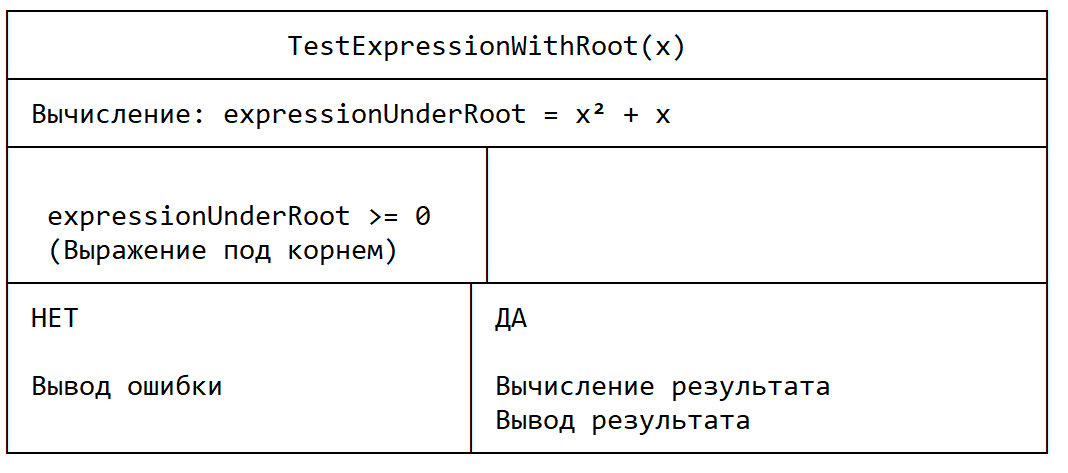 TestExpressionWithRoot(x)
Вычисление: expressionUnderRoot = x² + x
expressionUnderRoot >= 0
(Выражение под корнем)
НЕТ
ДА
Вывод ошибки
Вычисление результата
Вывод результата